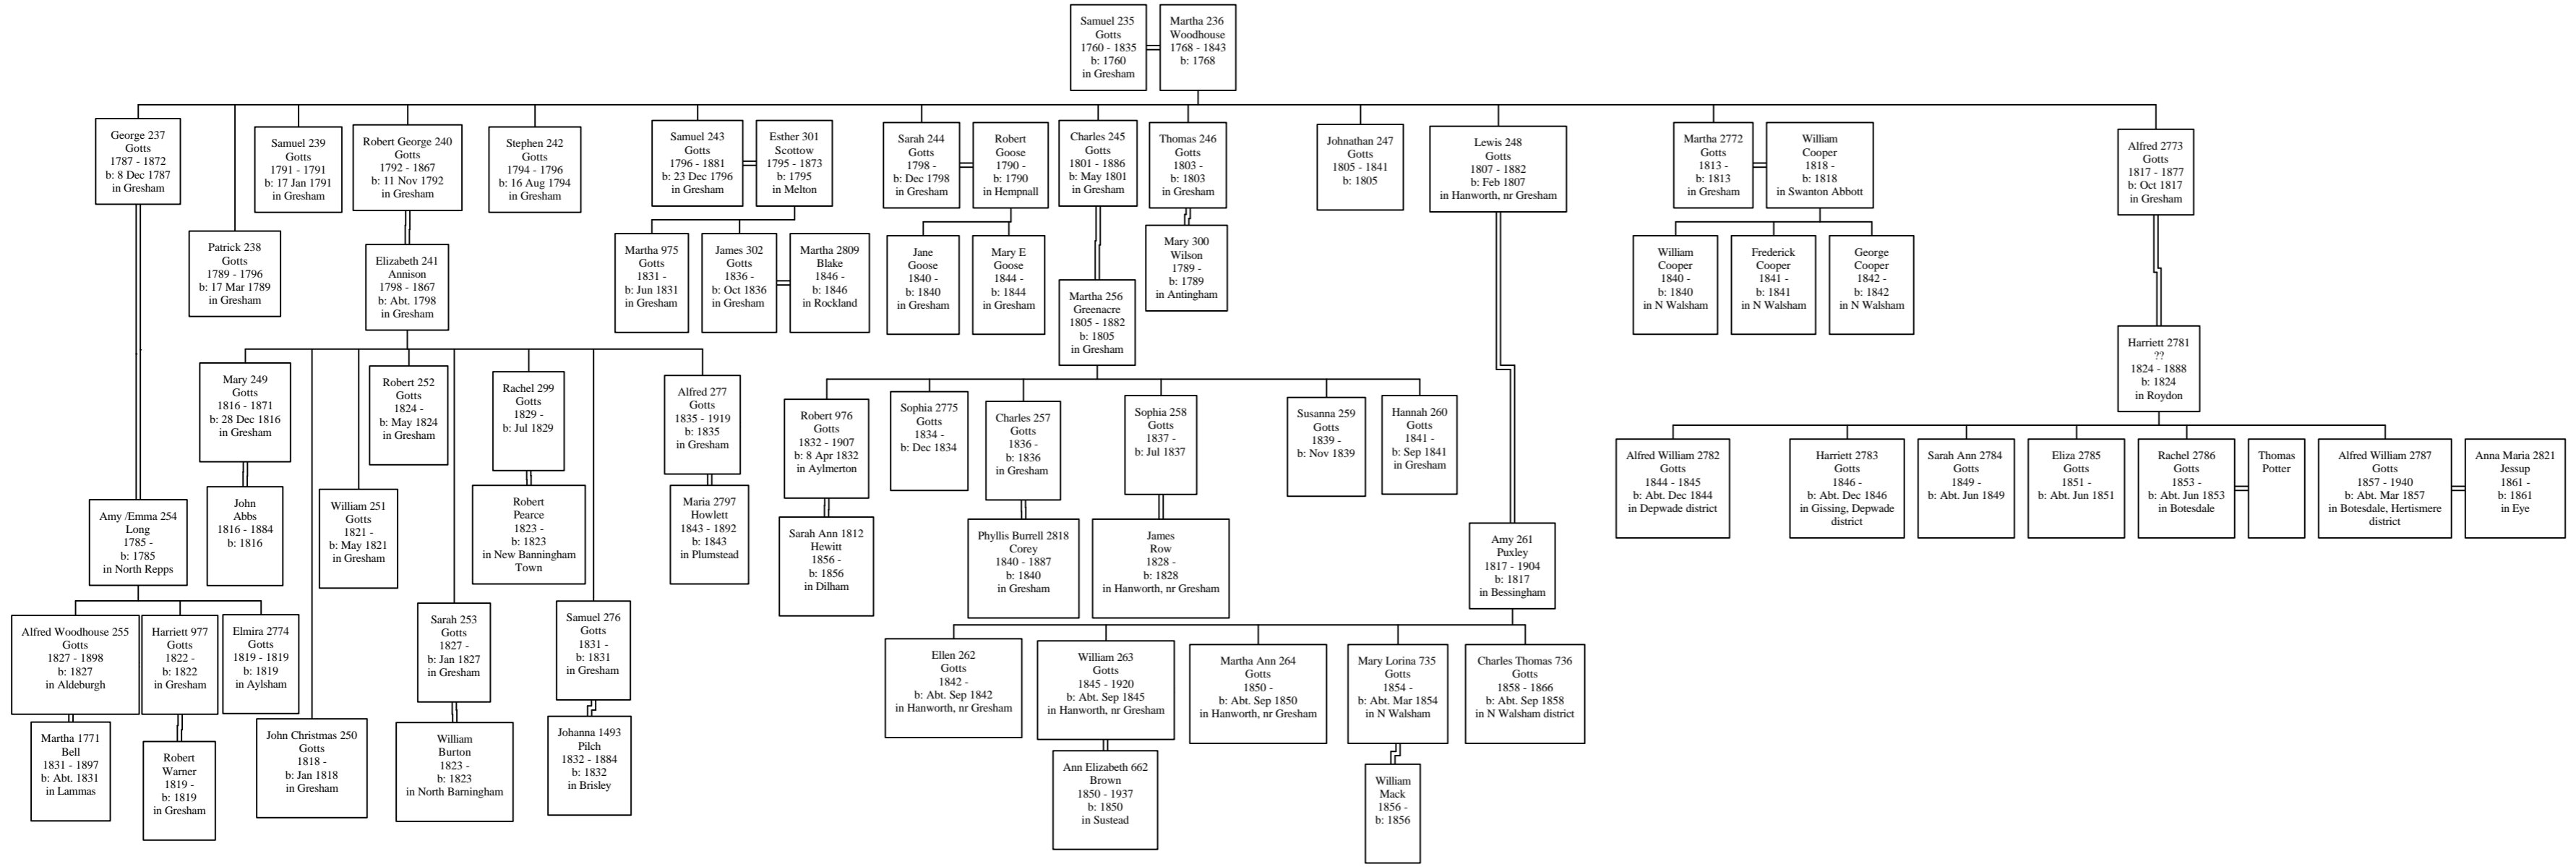 Samuel 235
Gotts
1760 - 1835
b: 1760
in Gresham
Martha 236
Woodhouse
1768 - 1843
b: 1768
George 237
Gotts
1787 - 1872
b: 8 Dec 1787
in Gresham
Patrick 238
Gotts
1789 - 1796
b: 17 Mar 1789
in Gresham
Samuel 239
Gotts
1791 - 1791
b: 17 Jan 1791
in Gresham
Robert George 240
Gotts
1792 - 1867
b: 11 Nov 1792
in Gresham
Elizabeth 241
Annison
1798 - 1867
b: Abt. 1798
in Gresham
Stephen 242
Gotts
1794 - 1796
b: 16 Aug 1794
in Gresham
Samuel 243
Gotts
1796 - 1881
b: 23 Dec 1796
in Gresham
Esther 301
Scottow
1795 - 1873
b: 1795
in Melton
Martha 975
Gotts
1831 -
b: Jun 1831
in Gresham
James 302
Gotts
1836 -
b: Oct 1836
in Gresham
Martha 2809
Blake
1846 -
b: 1846
in Rockland
Sarah 244
Gotts
1798 -
b: Dec 1798
in Gresham
Robert
Goose
1790 -
b: 1790
in Hempnall
Jane
Goose
1840 -
b: 1840
in Gresham
Mary E
Goose
1844 -
b: 1844
in Gresham
Charles 245
Gotts
1801 - 1886
b: May 1801
in Gresham
Martha 256
Greenacre
1805 - 1882
b: 1805
in Gresham
Thomas 246
Gotts
1803 -
b: 1803
in Gresham
Mary 300
Wilson
1789 -
b: 1789
in Antingham
Johnathan 247
Gotts
1805 - 1841
b: 1805
Lewis 248
Gotts
1807 - 1882
b: Feb 1807
in Hanworth, nr Gresham
Martha 2772
Gotts
1813 -
b: 1813
in Gresham
William
Cooper
1818 -
b: 1818
in Swanton Abbott
William
Cooper
1840 -
b: 1840
in N Walsham
Frederick
Cooper
1841 -
b: 1841
in N Walsham
George
Cooper
1842 -
b: 1842
in N Walsham
Alfred 2773
Gotts
1817 - 1877
b: Oct 1817
in Gresham
Harriett 2781
??
1824 - 1888
b: 1824
in Roydon
Mary 249
Gotts
1816 - 1871
b: 28 Dec 1816
in Gresham
John
Abbs
1816 - 1884
b: 1816
William 251
Gotts
1821 -
b: May 1821
in Gresham
Robert 252
Gotts
1824 -
b: May 1824
in Gresham
Rachel 299
Gotts
1829 -
b: Jul 1829
Robert
Pearce
1823 -
b: 1823
in New Banningham
Town
Alfred 277
Gotts
1835 - 1919
b: 1835
in Gresham
Maria 2797
Howlett
1843 - 1892
b: 1843
in Plumstead
Robert 976
Gotts
1832 - 1907
b: 8 Apr 1832
in Aylmerton
Sarah Ann 1812
Hewitt
1856 -
b: 1856
in Dilham
Sophia 2775
Gotts
1834 -
b: Dec 1834
Charles 257
Gotts
1836 -
b: 1836
in Gresham
Phyllis Burrell 2818
Corey
1840 - 1887
b: 1840
in Gresham
Sophia 258
Gotts
1837 -
b: Jul 1837
James
Row
1828 -
b: 1828
in Hanworth, nr Gresham
Susanna 259
Gotts
1839 -
b: Nov 1839
Hannah 260
Gotts
1841 -
b: Sep 1841
in Gresham
Alfred William 2782
Gotts
1844 - 1845
b: Abt. Dec 1844
in Depwade district
Harriett 2783
Gotts
1846 -
b: Abt. Dec 1846
in Gissing, Depwade
district
Sarah Ann 2784
Gotts
1849 -
b: Abt. Jun 1849
Eliza 2785
Gotts
1851 -
b: Abt. Jun 1851
Rachel 2786
Gotts
1853 -
b: Abt. Jun 1853
in Botesdale
Thomas
Potter
Alfred William 2787
Gotts
1857 - 1940
b: Abt. Mar 1857
in Botesdale, Hertismere
district
Anna Maria 2821
Jessup
1861 -
b: 1861
in Eye
Amy /Emma 254
Long
1785 -
b: 1785
in North Repps
Amy 261
Puxley
1817 - 1904
b: 1817
in Bessingham
Alfred Woodhouse 255
Gotts
1827 - 1898
b: 1827
in Aldeburgh
Harriett 977
Gotts
1822 -
b: 1822
in Gresham
Elmira 2774
Gotts
1819 - 1819
b: 1819
in Aylsham
Martha 1771
Bell
1831 - 1897
b: Abt. 1831
in Lammas
Robert
Warner
1819 -
b: 1819
in Gresham
John Christmas 250
Gotts
1818 -
b: Jan 1818
in Gresham
Sarah 253
Gotts
1827 -
b: Jan 1827
in Gresham
William
Burton
1823 -
b: 1823
in North Barningham
Samuel 276
Gotts
1831 -
b: 1831
in Gresham
Johanna 1493
Pilch
1832 - 1884
b: 1832
in Brisley
Ellen 262
Gotts
1842 -
b: Abt. Sep 1842
in Hanworth, nr Gresham
William 263
Gotts
1845 - 1920
b: Abt. Sep 1845
in Hanworth, nr Gresham
Ann Elizabeth 662
Brown
1850 - 1937
b: 1850
in Sustead
Martha Ann 264
Gotts
1850 -
b: Abt. Sep 1850
in Hanworth, nr Gresham
Mary Lorina 735
Gotts
1854 -
b: Abt. Mar 1854
in N Walsham
William
Mack
1856 -
b: 1856
Charles Thomas 736
Gotts
1858 - 1866
b: Abt. Sep 1858
in N Walsham district